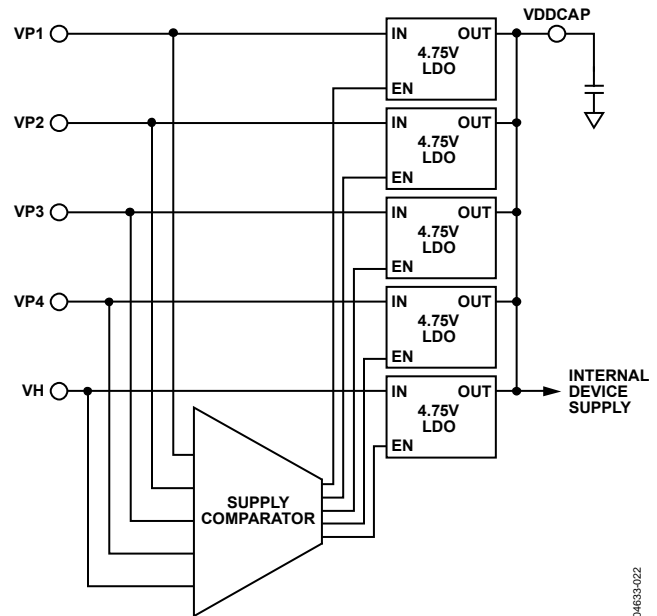 VDDCAP
VP1
IN OUT
4.75V
LDO
EN
VP2
IN OUT
4.75V
LDO
EN
VP3
IN OUT
4.75V
LDO
EN
VP4
IN OUT
4.75V
LDO
EN
VH
IN OUT
4.75V
LDO
EN
INTERNAL
DEVICE
SUPPLY
SUPPLY
COMPARATOR
04633-022